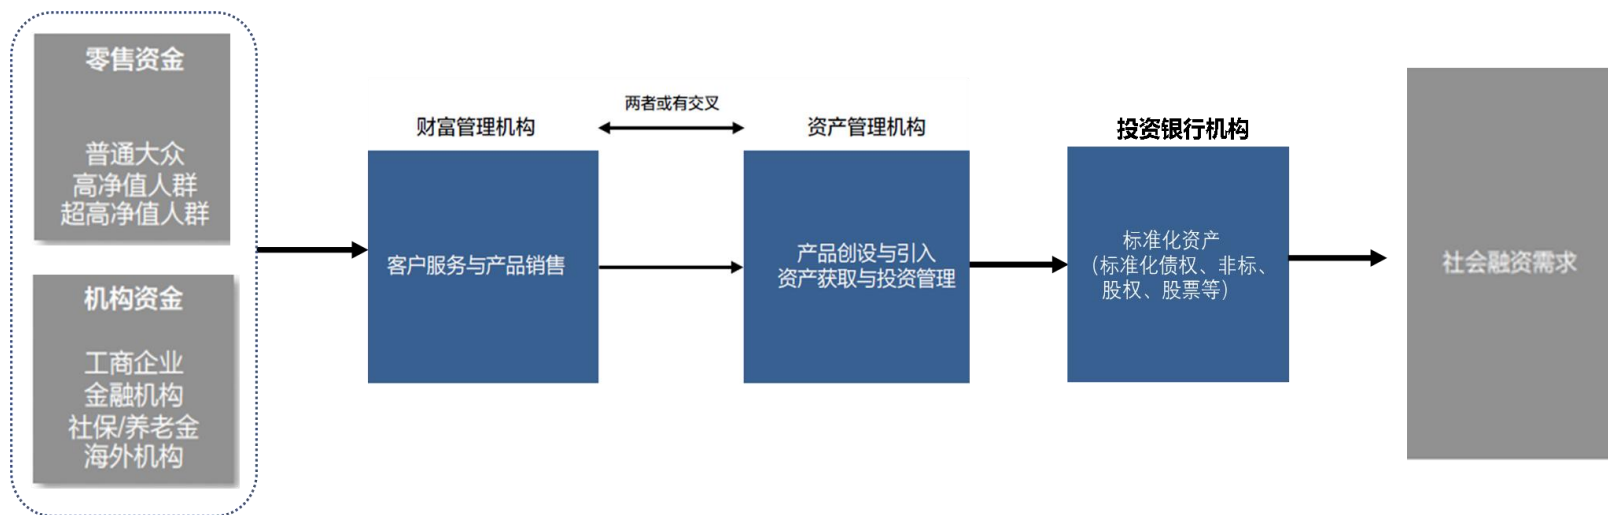 零售资金
普通大众
高净值人群
超高净值人群
机构资金
工商企业
金融机构
社保/养老金
海外机构
财富管理机构
客户服务与产品销售
两者或有交叉
资产管理机构
产品创设与引入
资产获取与投资管理
投资银行机构
标准化资产
（标准化债权、非标、
股权、股票等）
社会融资需求